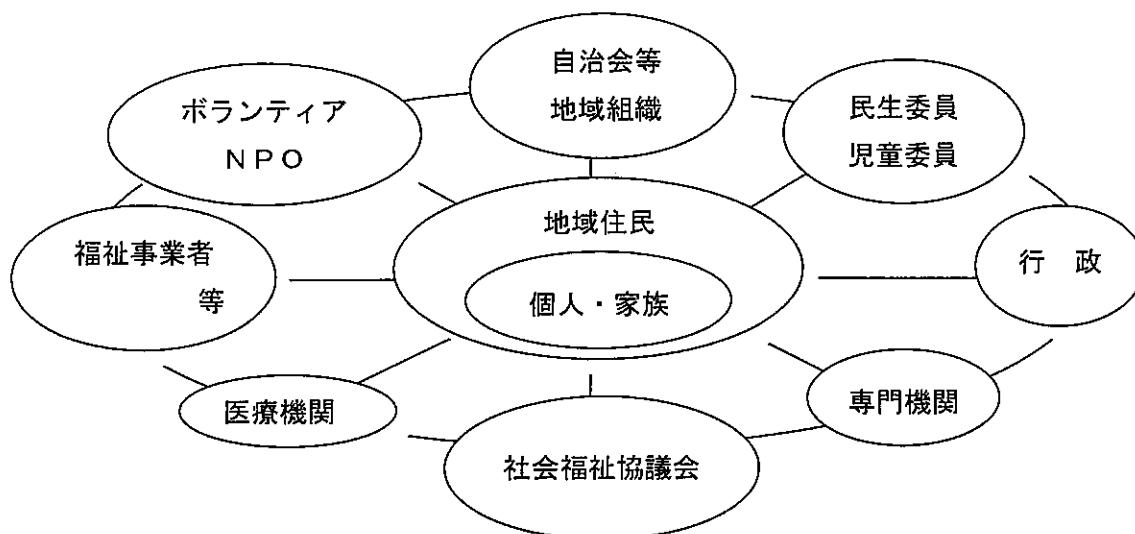 自治会等
地域組織
ボランティア
NPO
民生委員
児童委員
地域住民
個人・家族
福祉事業者
等
行　政
医療機関
専門機関
社会福祉協議会